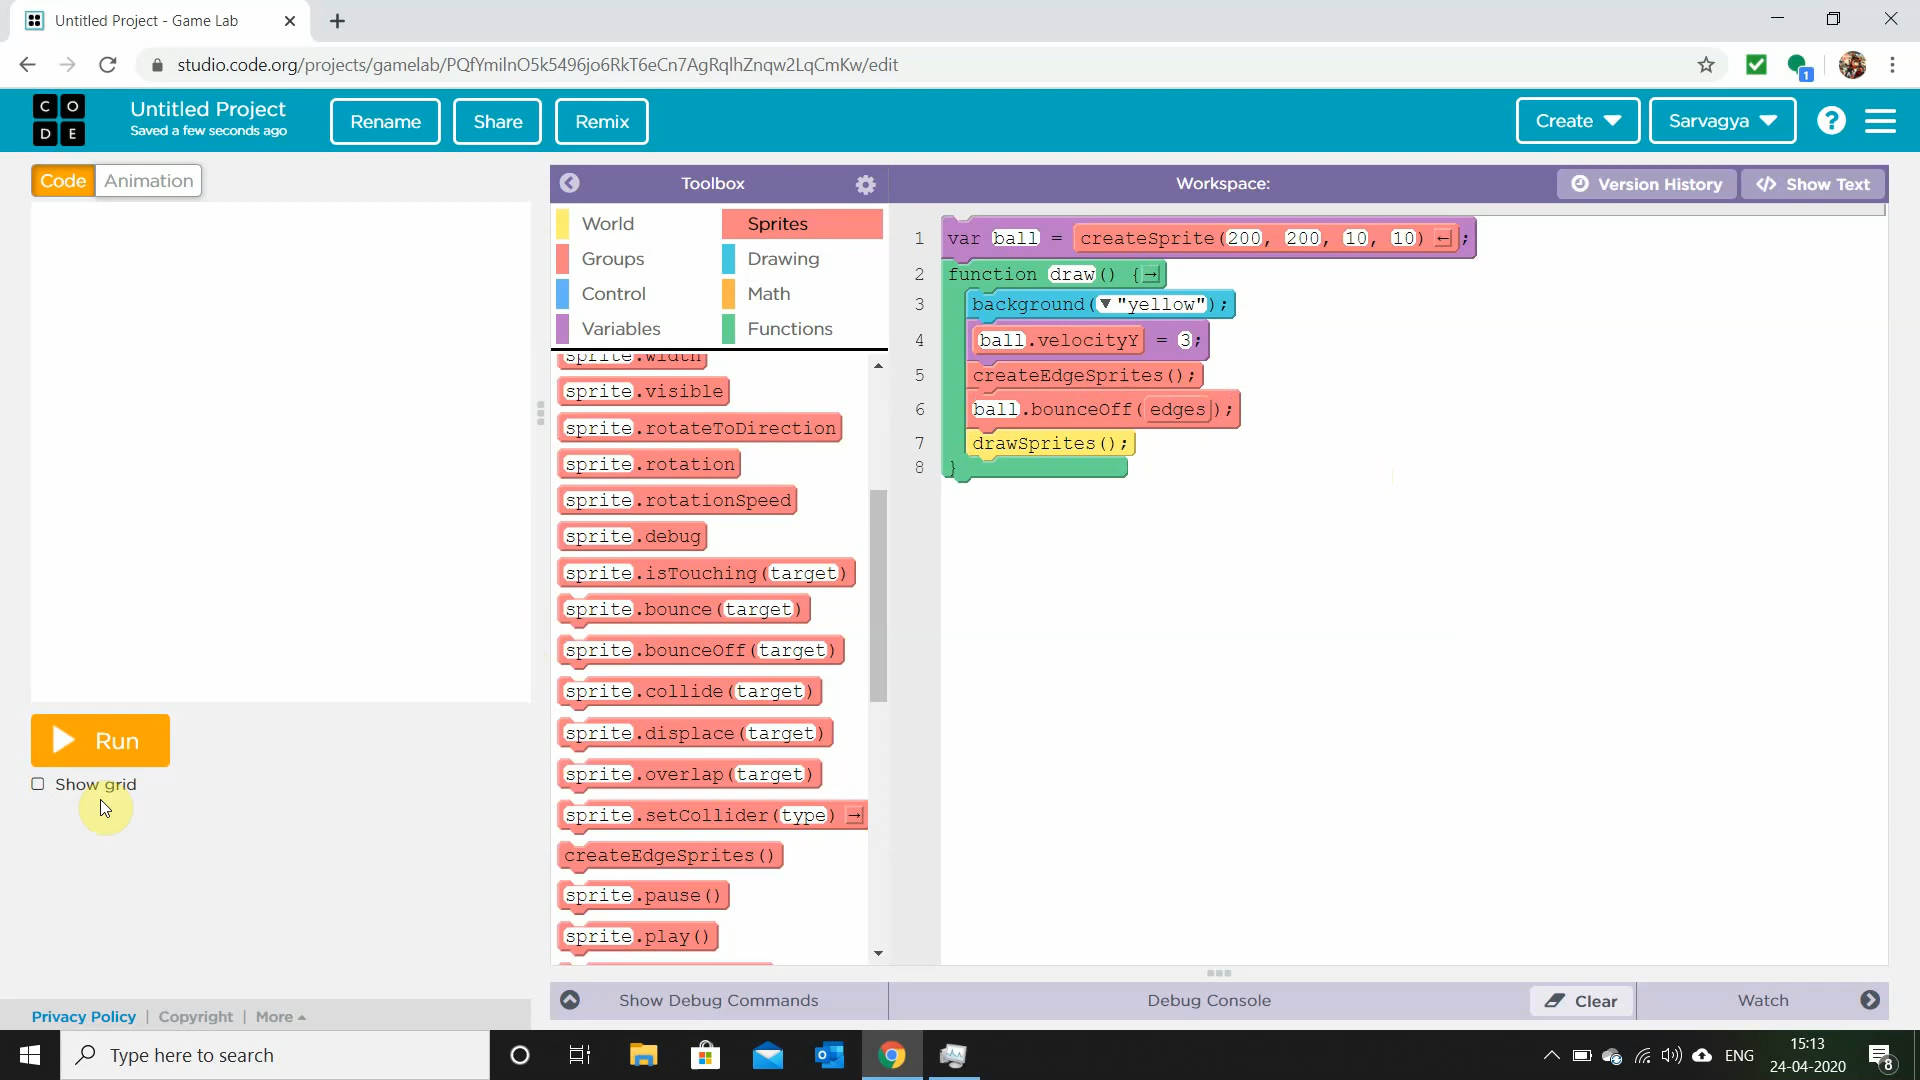 Untitled Project - Game Lab
studio.code.org/projects/gamelab/PQfYmilnO5k5496jo6RkT6eCn7AgRqlhZnqw2LqCmKw/edit
1
C O
D E
Untitled Project
Saved a few seconds ago
Rename
Share
Remix
Create
Sarvagya
?
Code
Animation
Toolbox
Workspace:
Version History
</> Show Text
World
Sprites
Groups
Drawing
Control
Math
Variables
Functions
sprite.width
sprite.visible
sprite.rotateToDirection
sprite.rotation
sprite.rotationSpeed
sprite.debug
sprite.isTouching(target)
sprite.bounce(target)
sprite.bounceOff(target)
sprite.collide(target)
sprite.displace(target)
sprite.overlap(target)
sprite.setCollider(type)
createEdgeSprites()
sprite.pause()
sprite.play()
1 var ball = createSprite(200, 200, 10, 10);
2 function draw() {
3 background("yellow");
4 ball.velocityY = 3;
5 createEdgeSprites();
6 ball.bounceOff(edges);
7 drawSprites();
8 }
Run
Show grid
Show Debug Commands
Debug Console
Clear
Watch
Privacy Policy | Copyright | More
Type here to search
ENG
15:13
24-04-2020
8